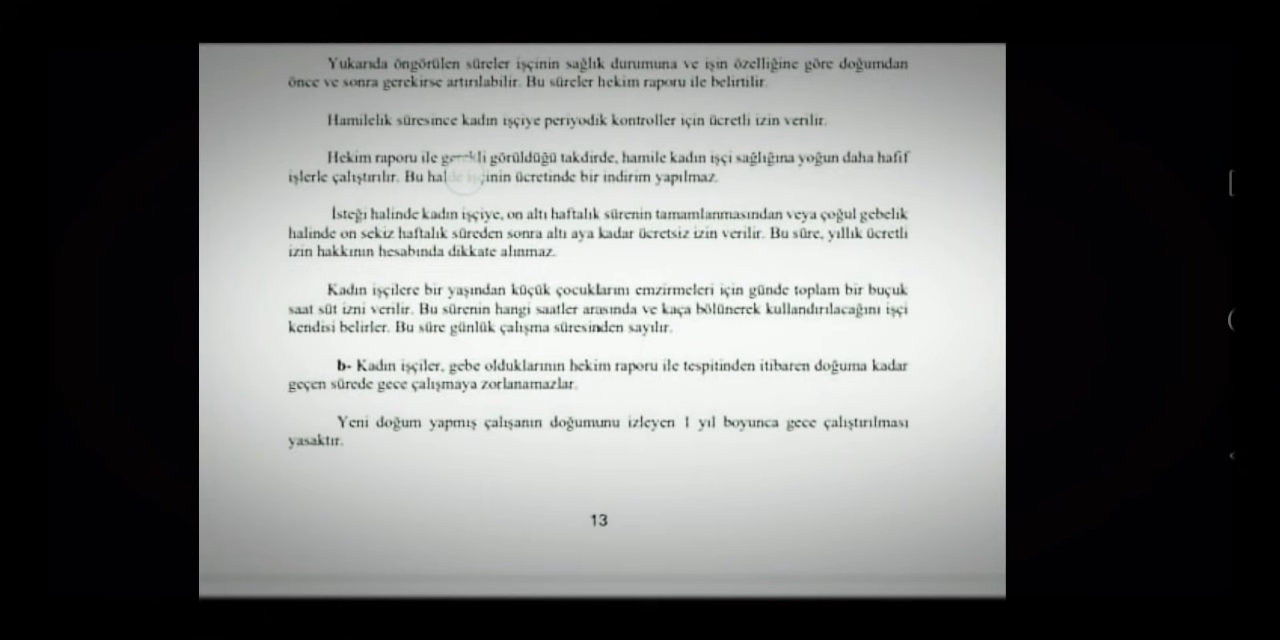 Yukarıda öngörülen süreler işçinin sağlık durumuna ve işin özelliğine göre doğumdan
önce ve sonra gerekirse artırılabilir. Bu süreler hekim raporu ile belirtilir.
Hamilelik süresince kadın işçiye periyodik kontroller için ücretli izin verilir.
Hekim raporu ile gerekli görüldüğü takdirde, hamile kadın işçi sağlığına yoğun daha hafif
işlerle çalıştırılır. Bu halde işçinin ücretinde bir indirim yapılmaz.
İsteği halinde kadın işçiye, on altı haftalık sürenin tamamlanmasından veya çoğul gebelik
halinde on sekiz haftalık süreden sonra altı aya kadar ücretsiz izin verilir. Bu süre, yıllık ücretli
izin hakkının hesabında dikkate alınmaz.
Kadın işçilere bir yaşından küçük çocuklarını emzirmeleri için günde toplam bir buçuk
saat süt izni verilir. Bu sürenin hangi saatler arasında ve kaça bölünerek kullandırılacağını işçi
kendisi belirler. Bu süre günlük çalışma süresinden sayılır.
b- Kadın işçiler, gebe olduklarının hekim raporu ile tespitinden itibaren doğuma kadar
geçen sürede gece çalışmaya zorlanamazlar.
Yeni doğum yapmış çalışanın doğumunu izleyen 1 yıl boyunca gece çalıştırılması
yasaktır.
13